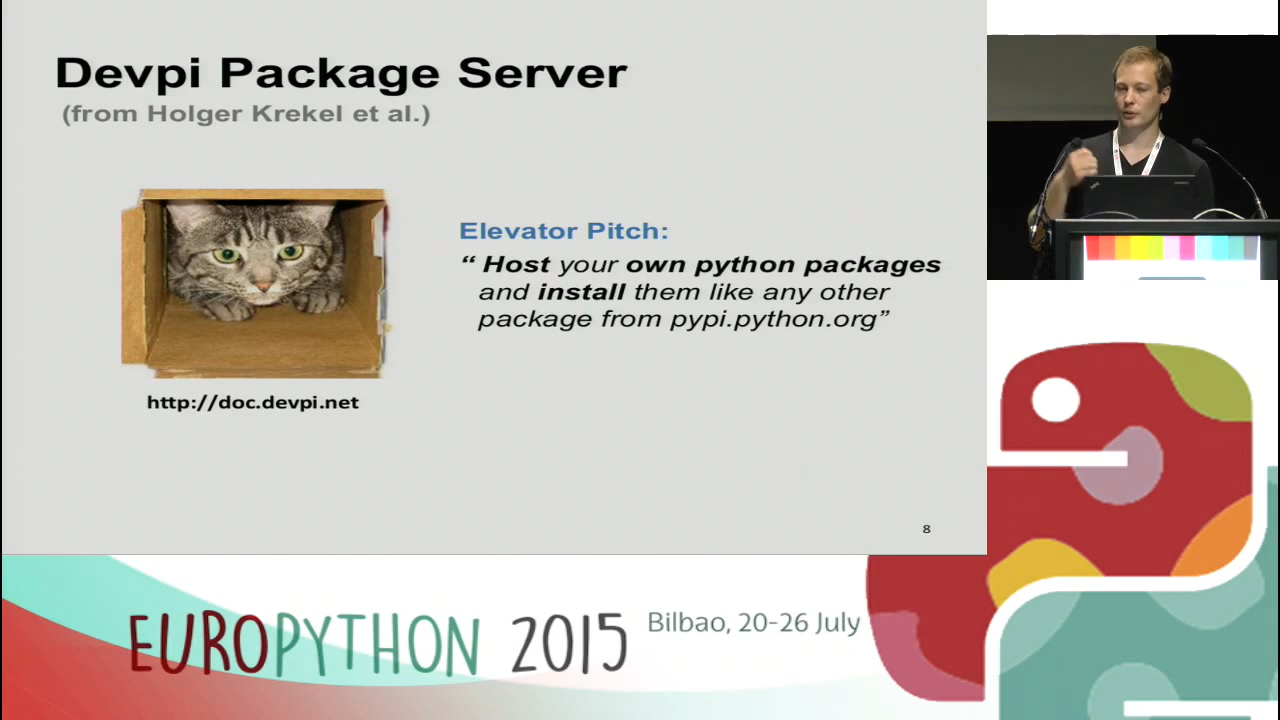 Devpi Package Server
(from Holger Krekel et al.)
Elevator Pitch:
“ Host your own python packages
and install them like any other
package from pypi.python.org”
http://doc.devpi.net
8
EUROPYTHON 2015
Bilbao, 20-26 July